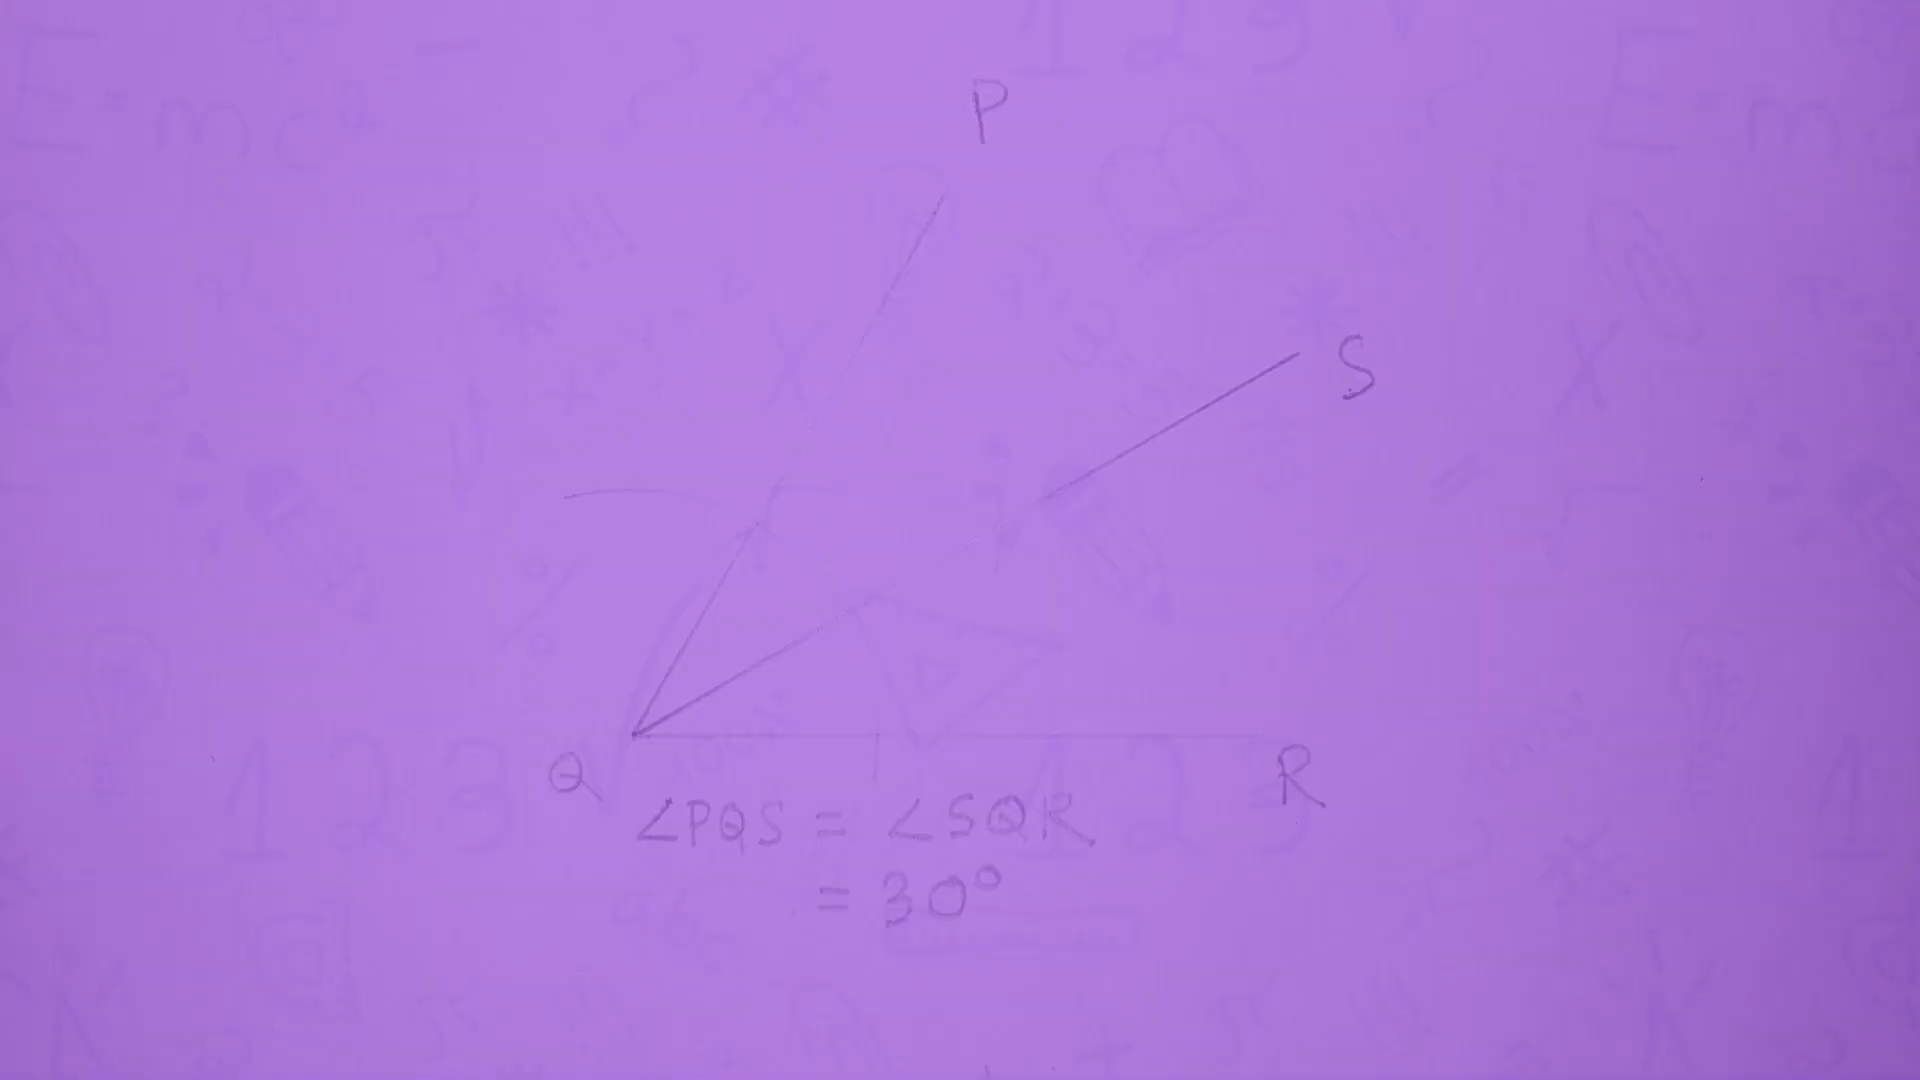 P
S
Q
R
∠PQS = ∠SQR
= 30°